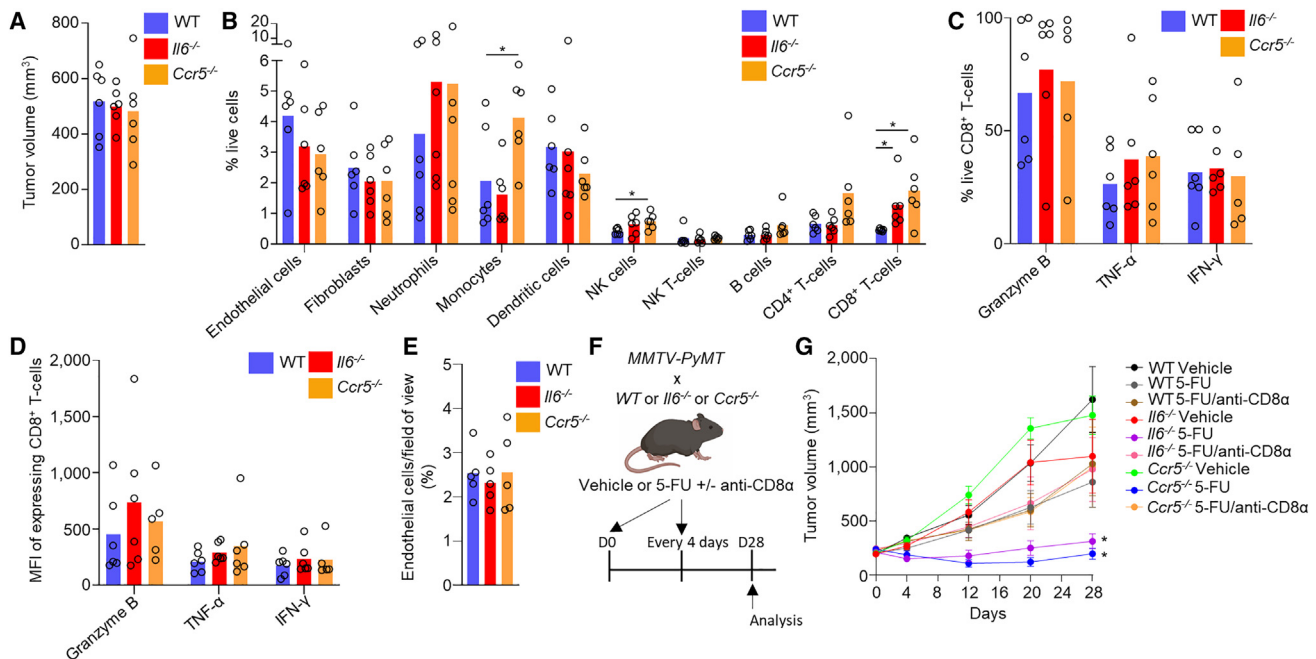 A
Tumor volume (mm³)
800
600
400
200
0
WT
Il6-/-
Ccr5-/-
B
% live cells
20
10
6
5
4
3
2
1
0
*
*
*
*
WT
Il6-/-
Ccr5-/-
Endothelial cells
Fibroblasts
Neutrophils
Monocytes
Dendritic cells
NK cells
NK T-cells
B cells
CD4+ T-cells
CD8+ T-cells
C
% live CD8+ T-cells
100
50
0
WT
Il6-/-
Ccr5-/-
Granzyme B
TNF-α
IFN-γ
D
MFI of expressing CD8+ T-cells
2,000
1,500
1,000
500
0
WT
Il6-/-
Ccr5-/-
Granzyme B
TNF-α
IFN-γ
E
Endothelial cells/field of view
(%)
5
4
3
2
1
0
WT
Il6-/-
Ccr5-/-
F
MMTV-PyMT
x
WT or Il6-/- or Ccr5-/-
Vehicle or 5-FU +/- anti-CD8α
D0
Every 4 days
D28
Analysis
G
Tumor volume (mm³)
2,000
1,500
1,000
500
0
0 4 8 12 16 20 24 28
Days
*
*
WT Vehicle
WT 5-FU
WT 5-FU/anti-CD8α
Il6-/- Vehicle
Il6-/- 5-FU
Il6-/- 5-FU/anti-CD8α
Ccr5-/- Vehicle
Ccr5-/- 5-FU
Ccr5-/- 5-FU/anti-CD8α